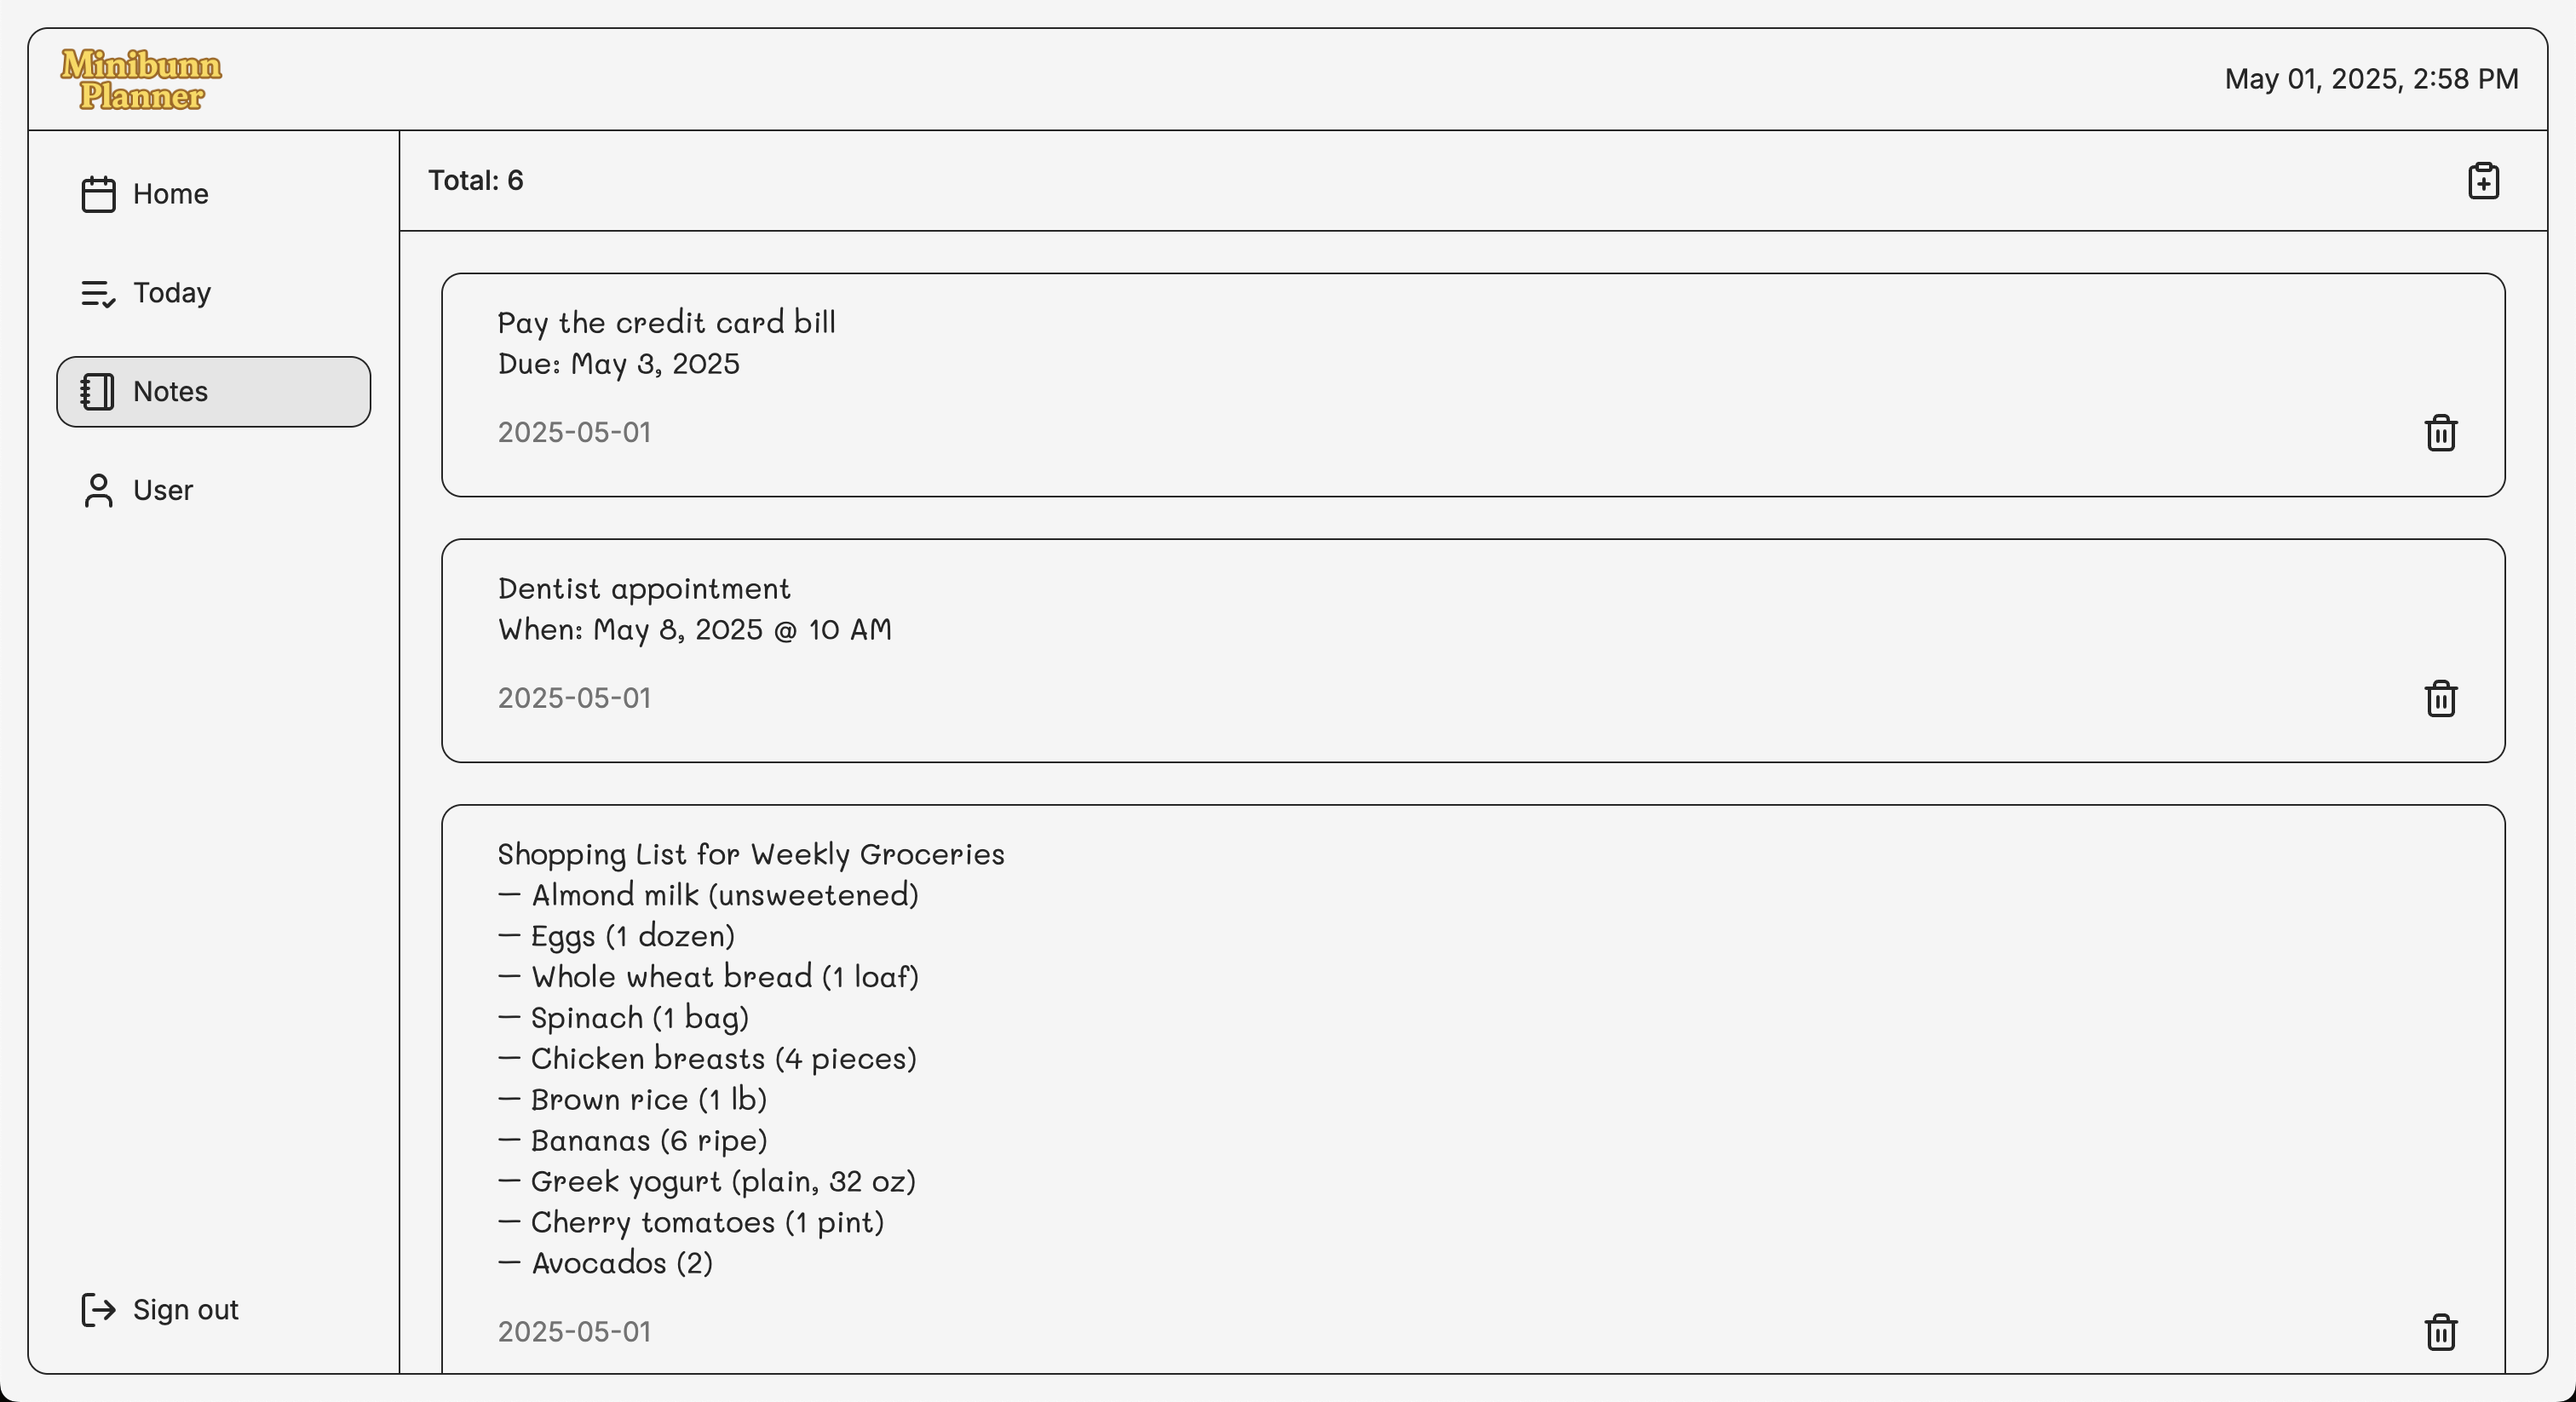 Minibunn
Planner
May 01, 2025, 2:58 PM
Home
Today
Notes
User
Sign out
Total: 6
Pay the credit card bill
Due: May 3, 2025
2025-05-01
Dentist appointment
When: May 8, 2025 @ 10 AM
2025-05-01
Shopping List for Weekly Groceries
— Almond milk (unsweetened)
— Eggs (1 dozen)
— Whole wheat bread (1 loaf)
— Spinach (1 bag)
— Chicken breasts (4 pieces)
— Brown rice (1 lb)
— Bananas (6 ripe)
— Greek yogurt (plain, 32 oz)
— Cherry tomatoes (1 pint)
— Avocados (2)
2025-05-01